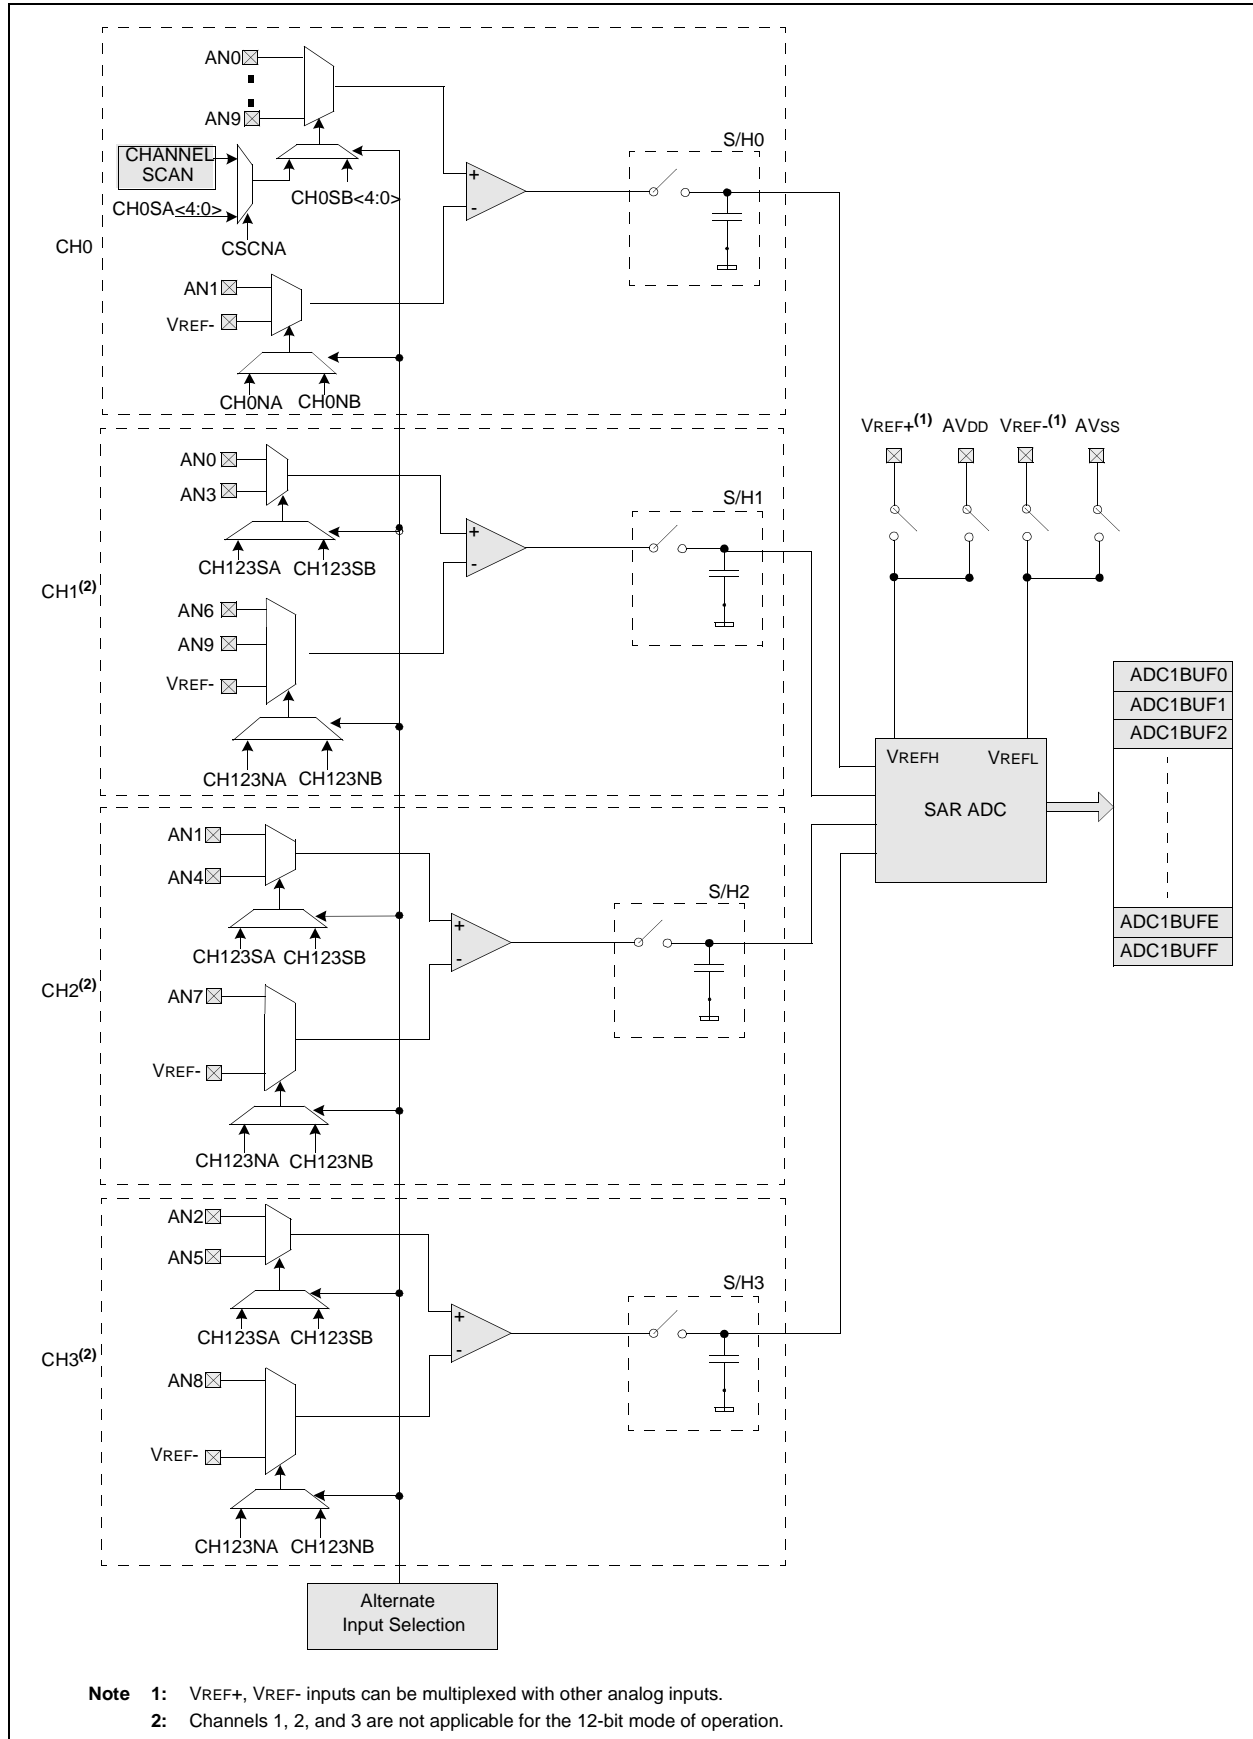 AN0
AN9
CHANNEL
SCAN
CH0SA<4:0>
CH0SB<4:0>
CSCNA
CH0
+
-
S/H0
AN1
VREF-
CH0NA
CH0NB
AN0
AN3
CH123SA
CH123SB
CH1(2)
+
-
S/H1
AN6
AN9
VREF-
CH123NA
CH123NB
VREF+(1)
AVDD
VREF-(1)
AVSS
VREFH
VREFL
SAR ADC
ADC1BUF0
ADC1BUF1
ADC1BUF2
ADC1BUFE
ADC1BUFF
AN1
AN4
CH123SA
CH123SB
CH2(2)
+
-
S/H2
AN7
VREF-
CH123NA
CH123NB
AN2
AN5
CH123SA
CH123SB
CH3(2)
+
-
S/H3
AN8
VREF-
CH123NA
CH123NB
Alternate
Input Selection
Note 1: VREF+, VREF- inputs can be multiplexed with other analog inputs.
2: Channels 1, 2, and 3 are not applicable for the 12-bit mode of operation.